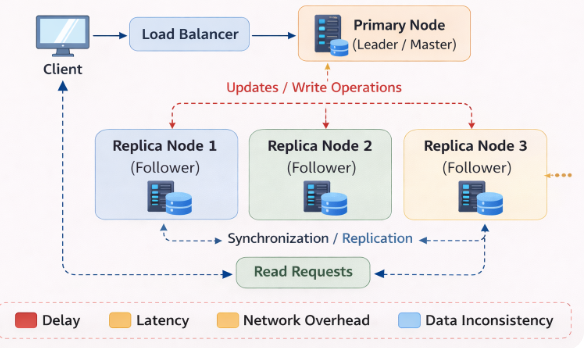 Client
Load Balancer
Primary Node
(Leader / Master)
Updates / Write Operations
Replica Node 1
(Follower)
Replica Node 2
(Follower)
Replica Node 3
(Follower)
Synchronization / Replication
Read Requests
Delay
Latency
Network Overhead
Data Inconsistency